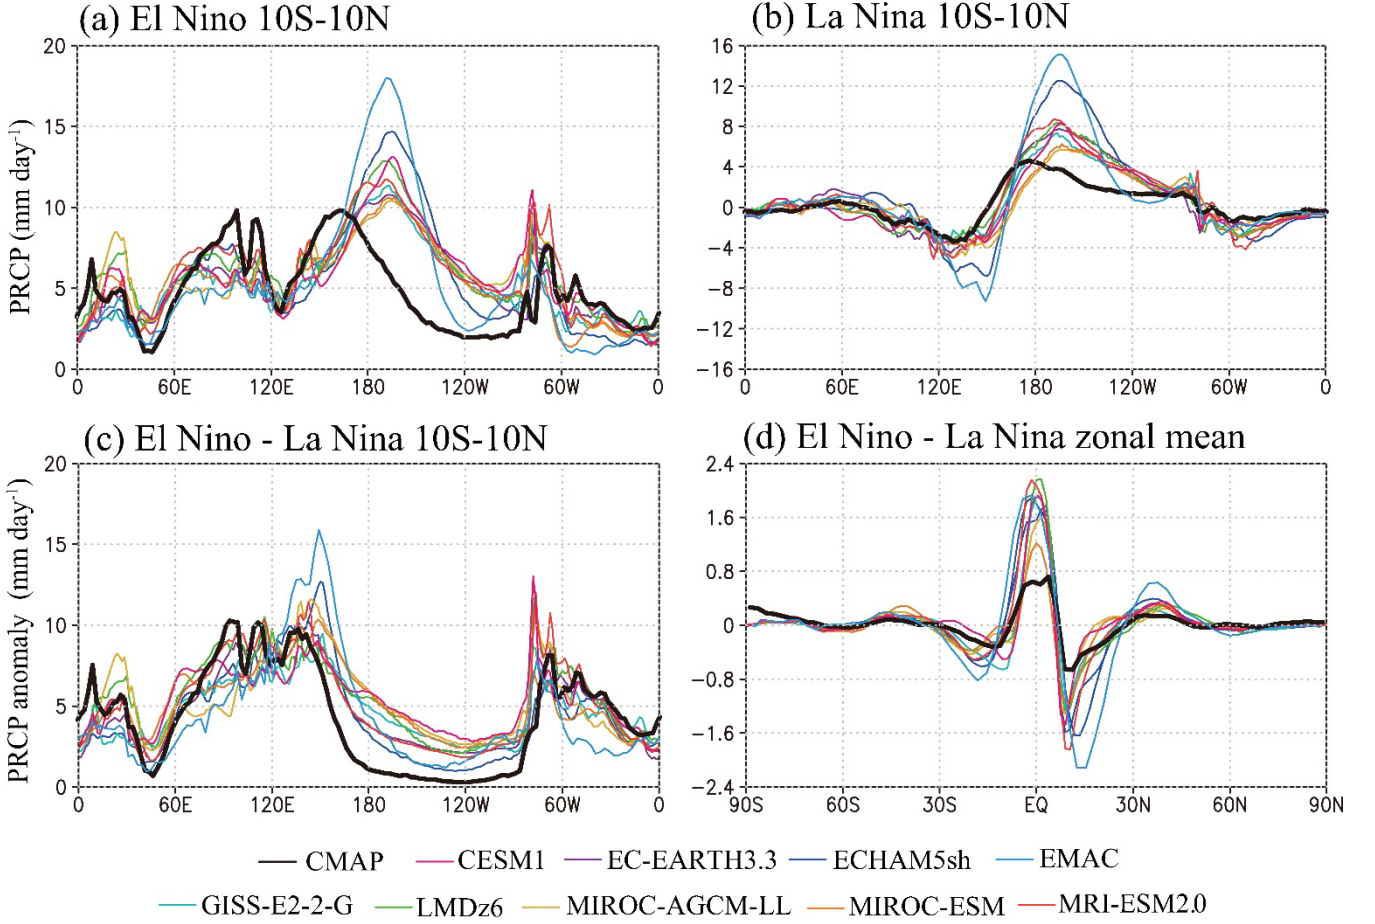 (a) El Nino 10S-10N
(b) La Nina 10S-10N
PRCP (mm day-1)
20
15
10
5
0
0 60E 120E 180 120W 60W 0
16
12
8
4
0
-4
-8
-12
-16
0 60E 120E 180 120W 60W 0
(c) El Nino - La Nina 10S-10N
(d) El Nino - La Nina zonal mean
PRCP anomaly (mm day-1)
20
15
10
5
0
0 60E 120E 180 120W 60W 0
2.4
1.6
0.8
0
-0.8
-1.6
-2.4
90S 60S 30S EQ 30N 60N 90N
CMAP CESM1 EC-EARTH3.3 ECHAM5sh EMAC
GISS-E2-2-G LMDz6 MIROC-AGCM-LL MIROC-ESM MRI-ESM2.0